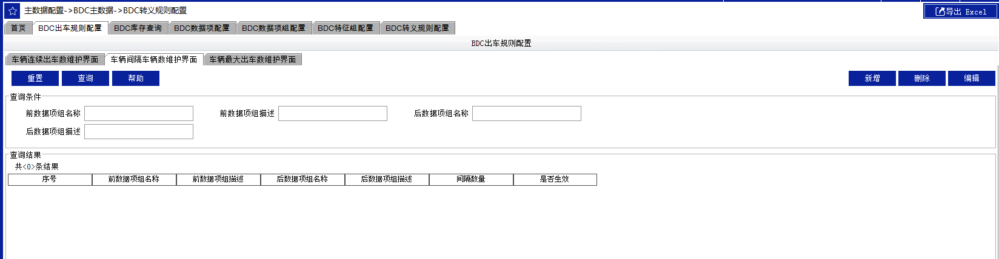 主数据配置->BDC主数据->BDC转义规则配置
导出 Excel
首页 BDC出车规则配置 BDC库存查询 BDC数据项配置 BDC数据项组配置 BDC特征组配置 BDC转义规则配置
BDC出车规则配置
车辆连续出车数维护界面 车辆间隔车辆数维护界面 车辆最大出车数维护界面
重置 查询 帮助 新增 删除 编辑
查询条件
前数据项组名称 前数据项组描述 后数据项组名称
后数据项组描述
查询结果
共<0>条结果
序号 前数据项组名称 前数据项组描述 后数据项组名称 后数据项组描述 间隔数量 是否生效